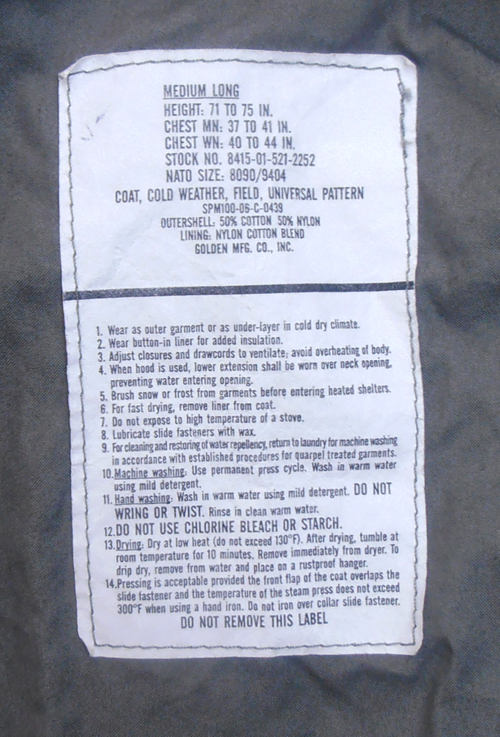 MEDIUM LONG
HEIGHT: 71 TO 75 IN.
CHEST MN: 37 TO 41 IN.
CHEST WN: 40 TO 44 IN.
STOCK NO. 8415-01-521-2252
NATO SIZE: 8090/9404
COAT, COLD WEATHER, FIELD, UNIVERSAL PATTERN
SPM100-06-C-0439
OUTERSHELL: 50% COTTON 50% NYLON
LINING: NYLON COTTON BLEND
GOLDEN MFG. CO., INC.
1. Wear as outer garment or as under-layer in cold dry climate.
2. Wear button-in liner for added insulation.
3. Adjust closures and drawcords to ventilate; avoid overheating of body.
4. When hood is used, lower extension shall be worn over neck opening,
preventing water entering opening.
5. Brush snow or frost from garments before entering heated shelters.
6. For fast drying, remove liner from coat.
7. Do not expose to high temperature of a stove.
8. Lubricate slide fasteners with wax.
9. For cleaning and restoring of water repellency, return to laundry for machine washing
in accordance with established procedures for quarpel treated garments.
10. Machine washing: Use permanent press cycle. Wash in warm water
using mild detergent.
11. Hand washing: Wash in warm water using mild detergent. DO NOT
WRING OR TWIST. Rinse in clean warm water.
12. DO NOT USE CHLORINE BLEACH OR STARCH.
13. Drying: Dry at low heat (do not exceed 130°F). After drying, tumble at
room temperature for 10 minutes. Remove immediately from dryer. To
drip dry, remove from water and place on a rustproof hanger.
14. Pressing is acceptable provided the front flap of the coat overlaps the
slide fastener and the temperature of the steam press does not exceed
300°F when using a hand iron. Do not iron over collar slide fastener.
DO NOT REMOVE THIS LABEL